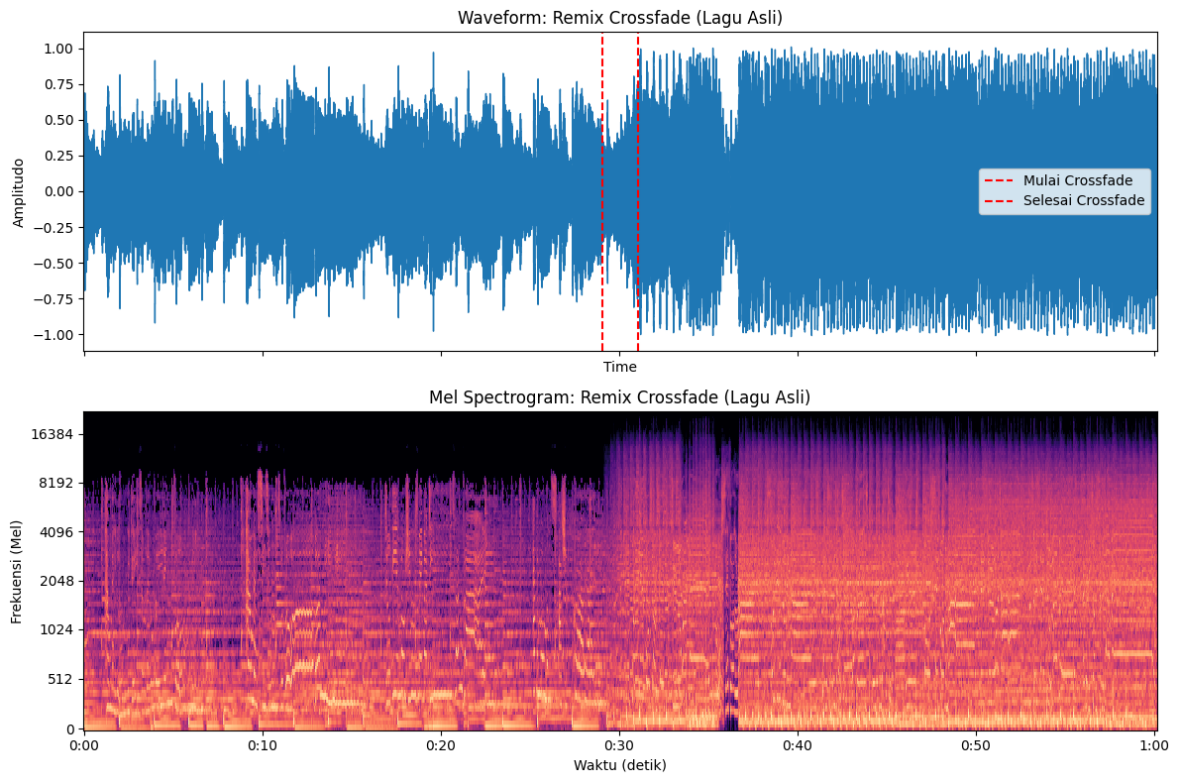 Waveform: Remix Crossfade (Lagu Asli)
1.00
0.75
0.50
0.25
0.00
−0.25
−0.50
−0.75
−1.00
Amplitudo
Mulai Crossfade
Selesai Crossfade
Time
Mel Spectrogram: Remix Crossfade (Lagu Asli)
16384
8192
4096
2048
1024
512
0
Frekuensi (Mel)
0:00 0:10 0:20 0:30 0:40 0:50 1:00
Waktu (detik)